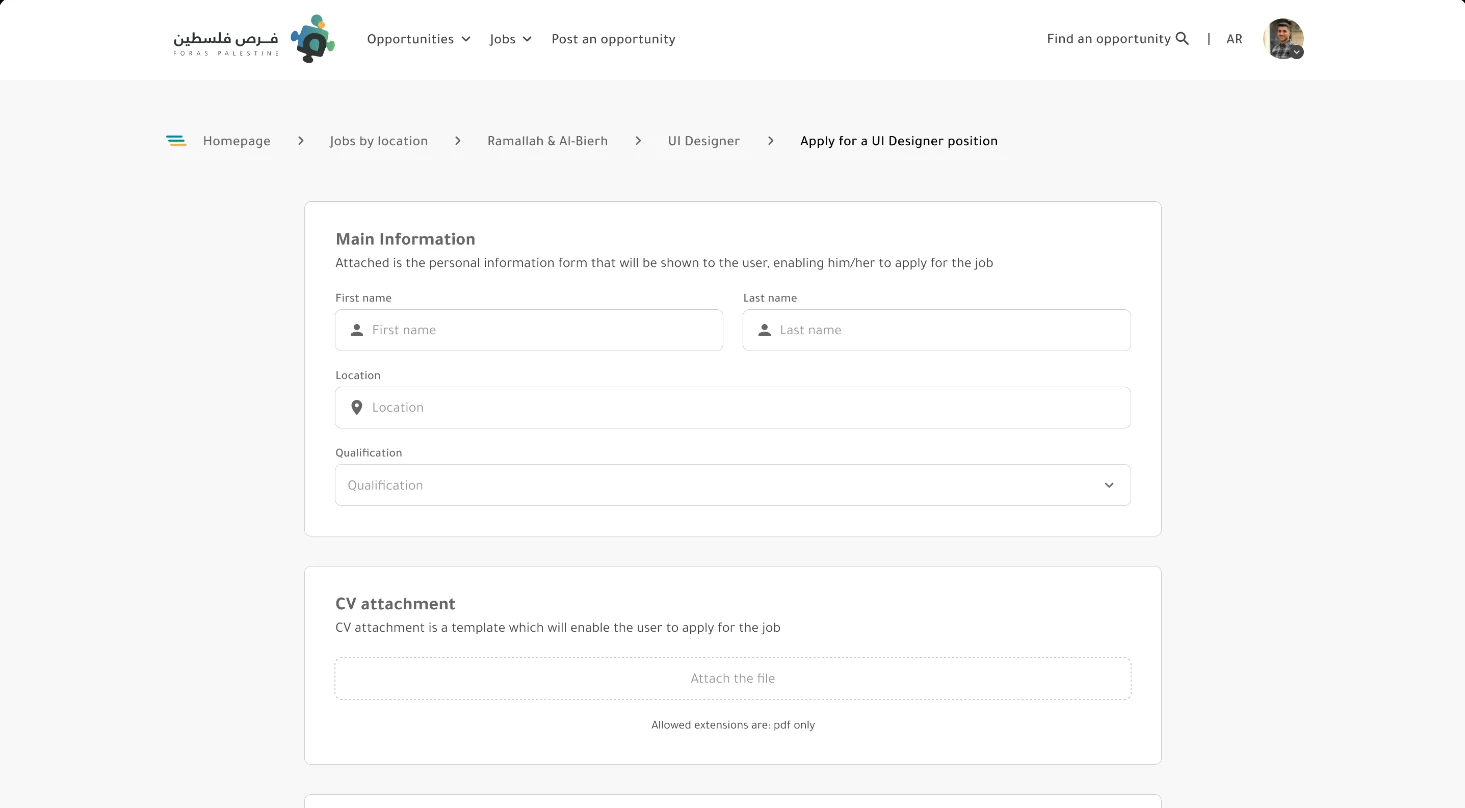 فـرص فلسطين
FORAS PALESTINE
Opportunities
Jobs
Post an opportunity
Find an opportunity
|
AR
Homepage
Jobs by location
Ramallah & Al-Bierh
UI Designer
Apply for a UI Designer position
Main Information
Attached is the personal information form that will be shown to the user, enabling him/her to apply for the job
First name
Last name
First name
Last name
Location
Location
Qualification
Qualification
CV attachment
CV attachment is a template which will enable the user to apply for the job
Attach the file
Allowed extensions are: pdf only